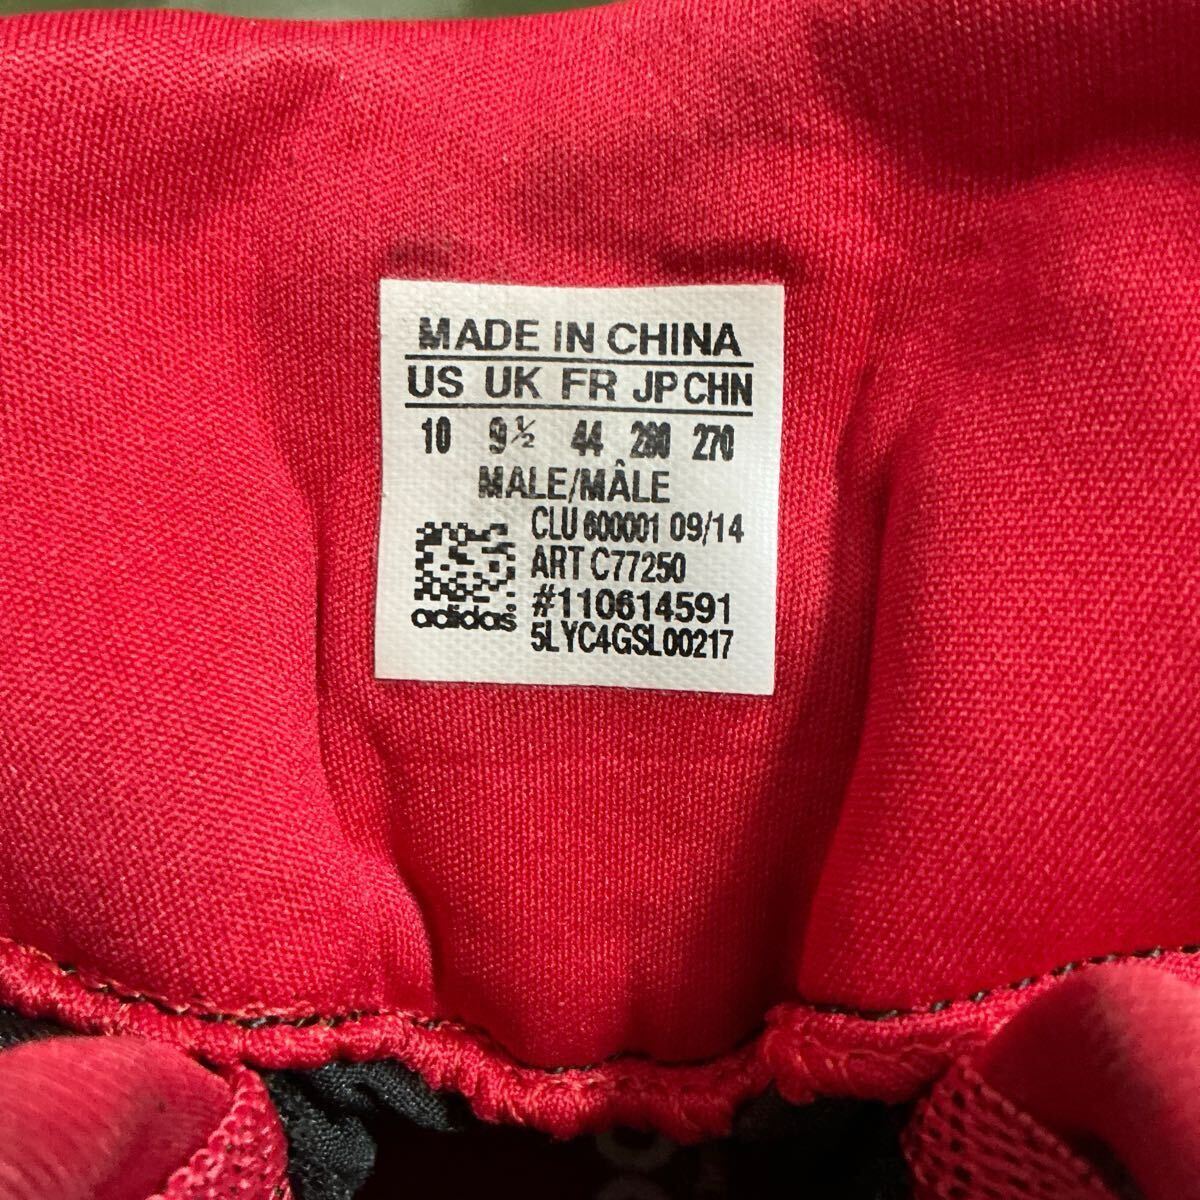 MADE IN CHINA
US UK FR JP CHN
10 9½ 44 280 270
MALE/MÂLE
CLU 600001 09/14
ART C77250
#110614591
adidas®
5LYC4GSL00217